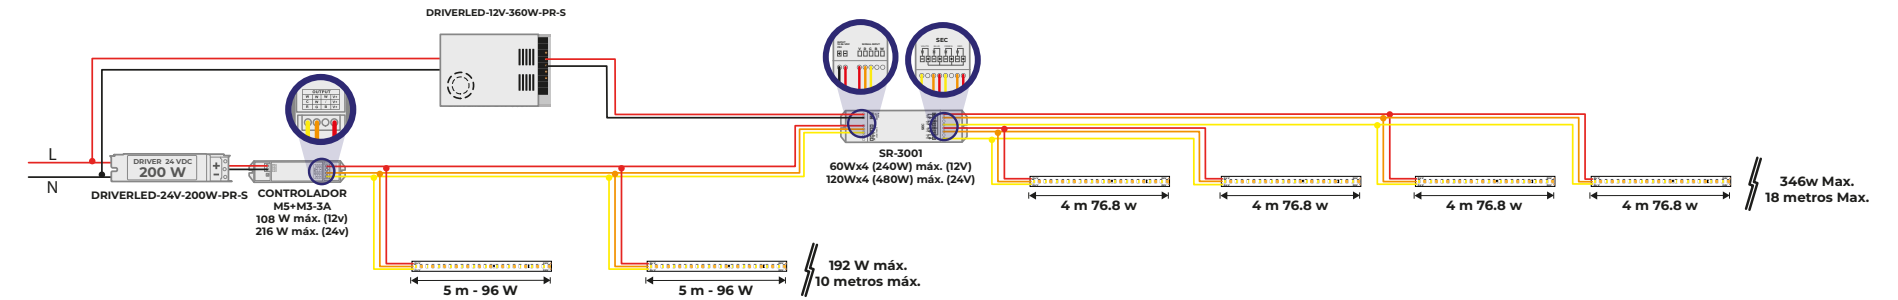 DRIVERLED-12V-360W-PR-S
SEC
OUTPUT
L
N
DRIVER 24 VDC
200 W
+
−
DRIVERLED-24V-200W-PR-S
CONTROLADOR
M5+M3-3A
108 W máx. (12v)
216 W máx. (24v)
SR-3001
60Wx4 (240W) máx. (12V)
120Wx4 (480W) máx. (24V)
4 m 76.8 w
4 m 76.8 w
4 m 76.8 w
4 m 76.8 w
346w Max.
18 metros Max.
5 m - 96 W
5 m - 96 W
192 W máx.
10 metros máx.